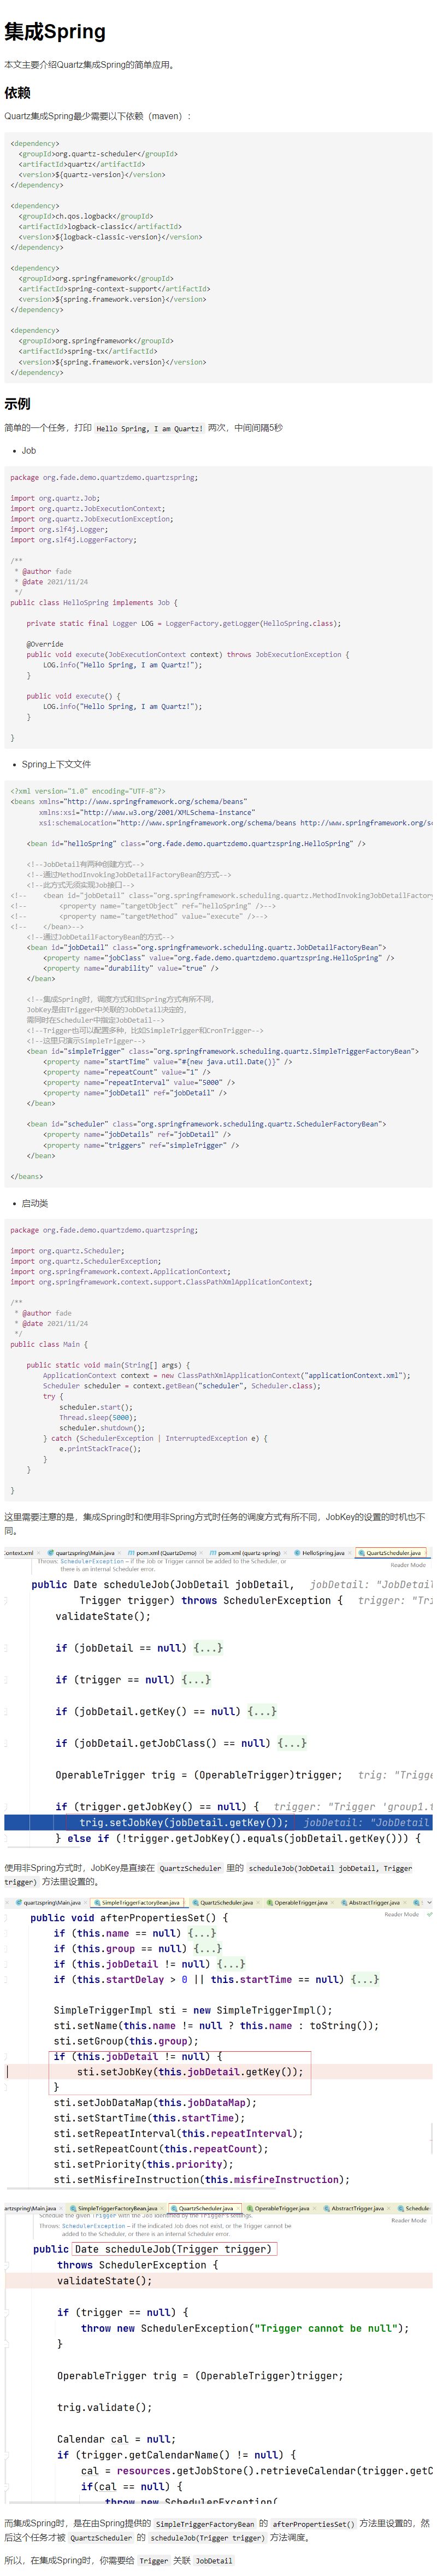 集成Spring
本文主要介绍Quartz集成Spring的简单应用。
依赖
Quartz集成Spring最少需要以下依赖（maven）：
<dependency>
<groupId>org.quartz-scheduler</groupId>
<artifactId>quartz</artifactId>
<version>${quartz-version}</version>
</dependency>
<dependency>
<groupId>ch.qos.logback</groupId>
<artifactId>logback-classic</artifactId>
<version>${logback-classic-version}</version>
</dependency>
<dependency>
<groupId>org.springframework</groupId>
<artifactId>spring-context-support</artifactId>
<version>${spring.framework.version}</version>
</dependency>
<dependency>
<groupId>org.springframework</groupId>
<artifactId>spring-tx</artifactId>
<version>${spring.framework.version}</version>
</dependency>
示例
简单的一个任务，打印 Hello Spring, I am Quartz! 两次，中间间隔5秒
• Job
package org.fade.demo.quartzdemo.quartzspring;
import org.quartz.Job;
import org.quartz.JobExecutionContext;
import org.quartz.JobExecutionException;
import org.slf4j.Logger;
import org.slf4j.LoggerFactory;
/**
* @author fade
* @date 2021/11/24
*/
public class HelloSpring implements Job {
private static final Logger LOG = LoggerFactory.getLogger(HelloSpring.class);
@Override
public void execute(JobExecutionContext context) throws JobExecutionException {
LOG.info("Hello Spring, I am Quartz!");
}
public void execute() {
LOG.info("Hello Spring, I am Quartz!");
}
}
• Spring上下文文件
<?xml version="1.0" encoding="UTF-8"?>
<beans xmlns="http://www.springframework.org/schema/beans"
xmlns:xsi="http://www.w3.org/2001/XMLSchema-instance"
xsi:schemaLocation="http://www.springframework.org/schema/beans http://www.springframework.org/sc
<bean id="helloSpring" class="org.fade.demo.quartzdemo.quartzspring.HelloSpring" />
<!--JobDetail有两种创建方式-->
<!--通过MethodInvokingJobDetailFactoryBean的方式-->
<!--此方式无须实现Job接口-->
<!-- <bean id="jobDetail" class="org.springframework.scheduling.quartz.MethodInvokingJobDetailFactory
<!-- <property name="targetObject" ref="helloSpring" />-->
<!-- <property name="targetMethod" value="execute" />-->
<!-- </bean>-->
<!--通过JobDetailFactoryBean的方式-->
<bean id="jobDetail" class="org.springframework.scheduling.quartz.JobDetailFactoryBean">
<property name="jobClass" value="org.fade.demo.quartzdemo.quartzspring.HelloSpring" />
<property name="durability" value="true" />
</bean>
<!--集成Spring时，调度方式和非Spring方式有所不同，
JobKey是由Trigger中关联的JobDetail决定的，
需同时在Scheduler中指定JobDetail-->
<!--Trigger也可以配置多种，比如SimpleTrigger和CronTrigger-->
<!--这里只演示SimpleTrigger-->
<bean id="simpleTrigger" class="org.springframework.scheduling.quartz.SimpleTriggerFactoryBean">
<property name="startTime" value="#{new java.util.Date()}" />
<property name="repeatCount" value="1" />
<property name="repeatInterval" value="5000" />
<property name="jobDetail" ref="jobDetail" />
</bean>
<bean id="scheduler" class="org.springframework.scheduling.quartz.SchedulerFactoryBean">
<property name="jobDetails" ref="jobDetail" />
<property name="triggers" ref="simpleTrigger" />
</bean>
</beans>
• 启动类
package org.fade.demo.quartzdemo.quartzspring;
import org.quartz.Scheduler;
import org.quartz.SchedulerException;
import org.springframework.context.ApplicationContext;
import org.springframework.context.support.ClassPathXmlApplicationContext;
/**
* @author fade
* @date 2021/11/24
*/
public class Main {
public static void main(String[] args) {
ApplicationContext context = new ClassPathXmlApplicationContext("applicationContext.xml");
Scheduler scheduler = context.getBean("scheduler", Scheduler.class);
try {
scheduler.start();
Thread.sleep(5000);
scheduler.shutdown();
} catch (SchedulerException | InterruptedException e) {
e.printStackTrace();
}
}
}
这里需要注意的是，集成Spring时和使用非Spring方式时任务的调度方式有所不同，JobKey的设置的时机也不
同。
Context.xml quartzspring\Main.java pom.xml (QuartzDemo) pom.xml (quartz-spring) HelloSpring.java QuartzScheduler.java
Throws: SchedulerException – if the Job or Trigger cannot be added to the Scheduler, or
there is an internal Scheduler error.
Reader Mode
public Date scheduleJob(JobDetail jobDetail, jobDetail: "JobDetail
Trigger trigger) throws SchedulerException { trigger: "Tri
validateState();
if (jobDetail == null) {...}
if (trigger == null) {...}
if (jobDetail.getKey() == null) {...}
if (jobDetail.getJobClass() == null) {...}
OperableTrigger trig = (OperableTrigger)trigger; trig: "Trigge
if (trigger.getJobKey() == null) { trigger: "Trigger 'group1.t
trig.setJobKey(jobDetail.getKey()); jobDetail: "JobDetail
} else if (!trigger.getJobKey().equals(jobDetail.getKey())) {
使用非Spring方式时，JobKey是直接在 QuartzScheduler 里的 scheduleJob(JobDetail jobDetail, Trigger
trigger) 方法里设置的。
quartzspring\Main.java SimpleTriggerFactoryBean.java QuartzScheduler.java OperableTrigger.java AbstractTrigger.java
Reader Mode
public void afterPropertiesSet() {
if (this.name == null) {...}
if (this.group == null) {...}
if (this.jobDetail != null) {...}
if (this.startDelay > 0 || this.startTime == null) {...}
SimpleTriggerImpl sti = new SimpleTriggerImpl();
sti.setName(this.name != null ? this.name : toString());
sti.setGroup(this.group);
if (this.jobDetail != null) {
sti.setJobKey(this.jobDetail.getKey());
}
sti.setJobDataMap(this.jobDataMap);
sti.setStartTime(this.startTime);
sti.setRepeatInterval(this.repeatInterval);
sti.setRepeatCount(this.repeatCount);
sti.setPriority(this.priority);
sti.setMisfireInstruction(this.misfireInstruction);
artzspring\Main.java SimpleTriggerFactoryBean.java QuartzScheduler.java OperableTrigger.java AbstractTrigger.java Schedule
Schedule the given Trigger with the Job identified by the Trigger's settings.
Throws: SchedulerException – if the indicated Job does not exist, or the Trigger cannot be
added to the Scheduler, or there is an internal Scheduler error.
Reader Mode
public Date scheduleJob(Trigger trigger)
throws SchedulerException {
validateState();
if (trigger == null) {
throw new SchedulerException("Trigger cannot be null");
}
OperableTrigger trig = (OperableTrigger)trigger;
trig.validate();
Calendar cal = null;
if (trigger.getCalendarName() != null) {
cal = resources.getJobStore().retrieveCalendar(trigger.getC
if(cal == null) {
throw new SchedulerException(
而集成Spring时，是在由Spring提供的 SimpleTriggerFactoryBean 的 afterPropertiesSet() 方法里设置的，然
后这个任务才被 QuartzScheduler 的 scheduleJob(Trigger trigger) 方法调度。
所以，在集成Spring时，你需要给 Trigger 关联 JobDetail